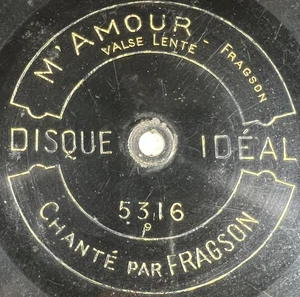 M' AMOUR -
VALSE LENTE
FRAGSON
DISQUE IDÉAL
5316
P
CHANTÉ PAR FRAGSON